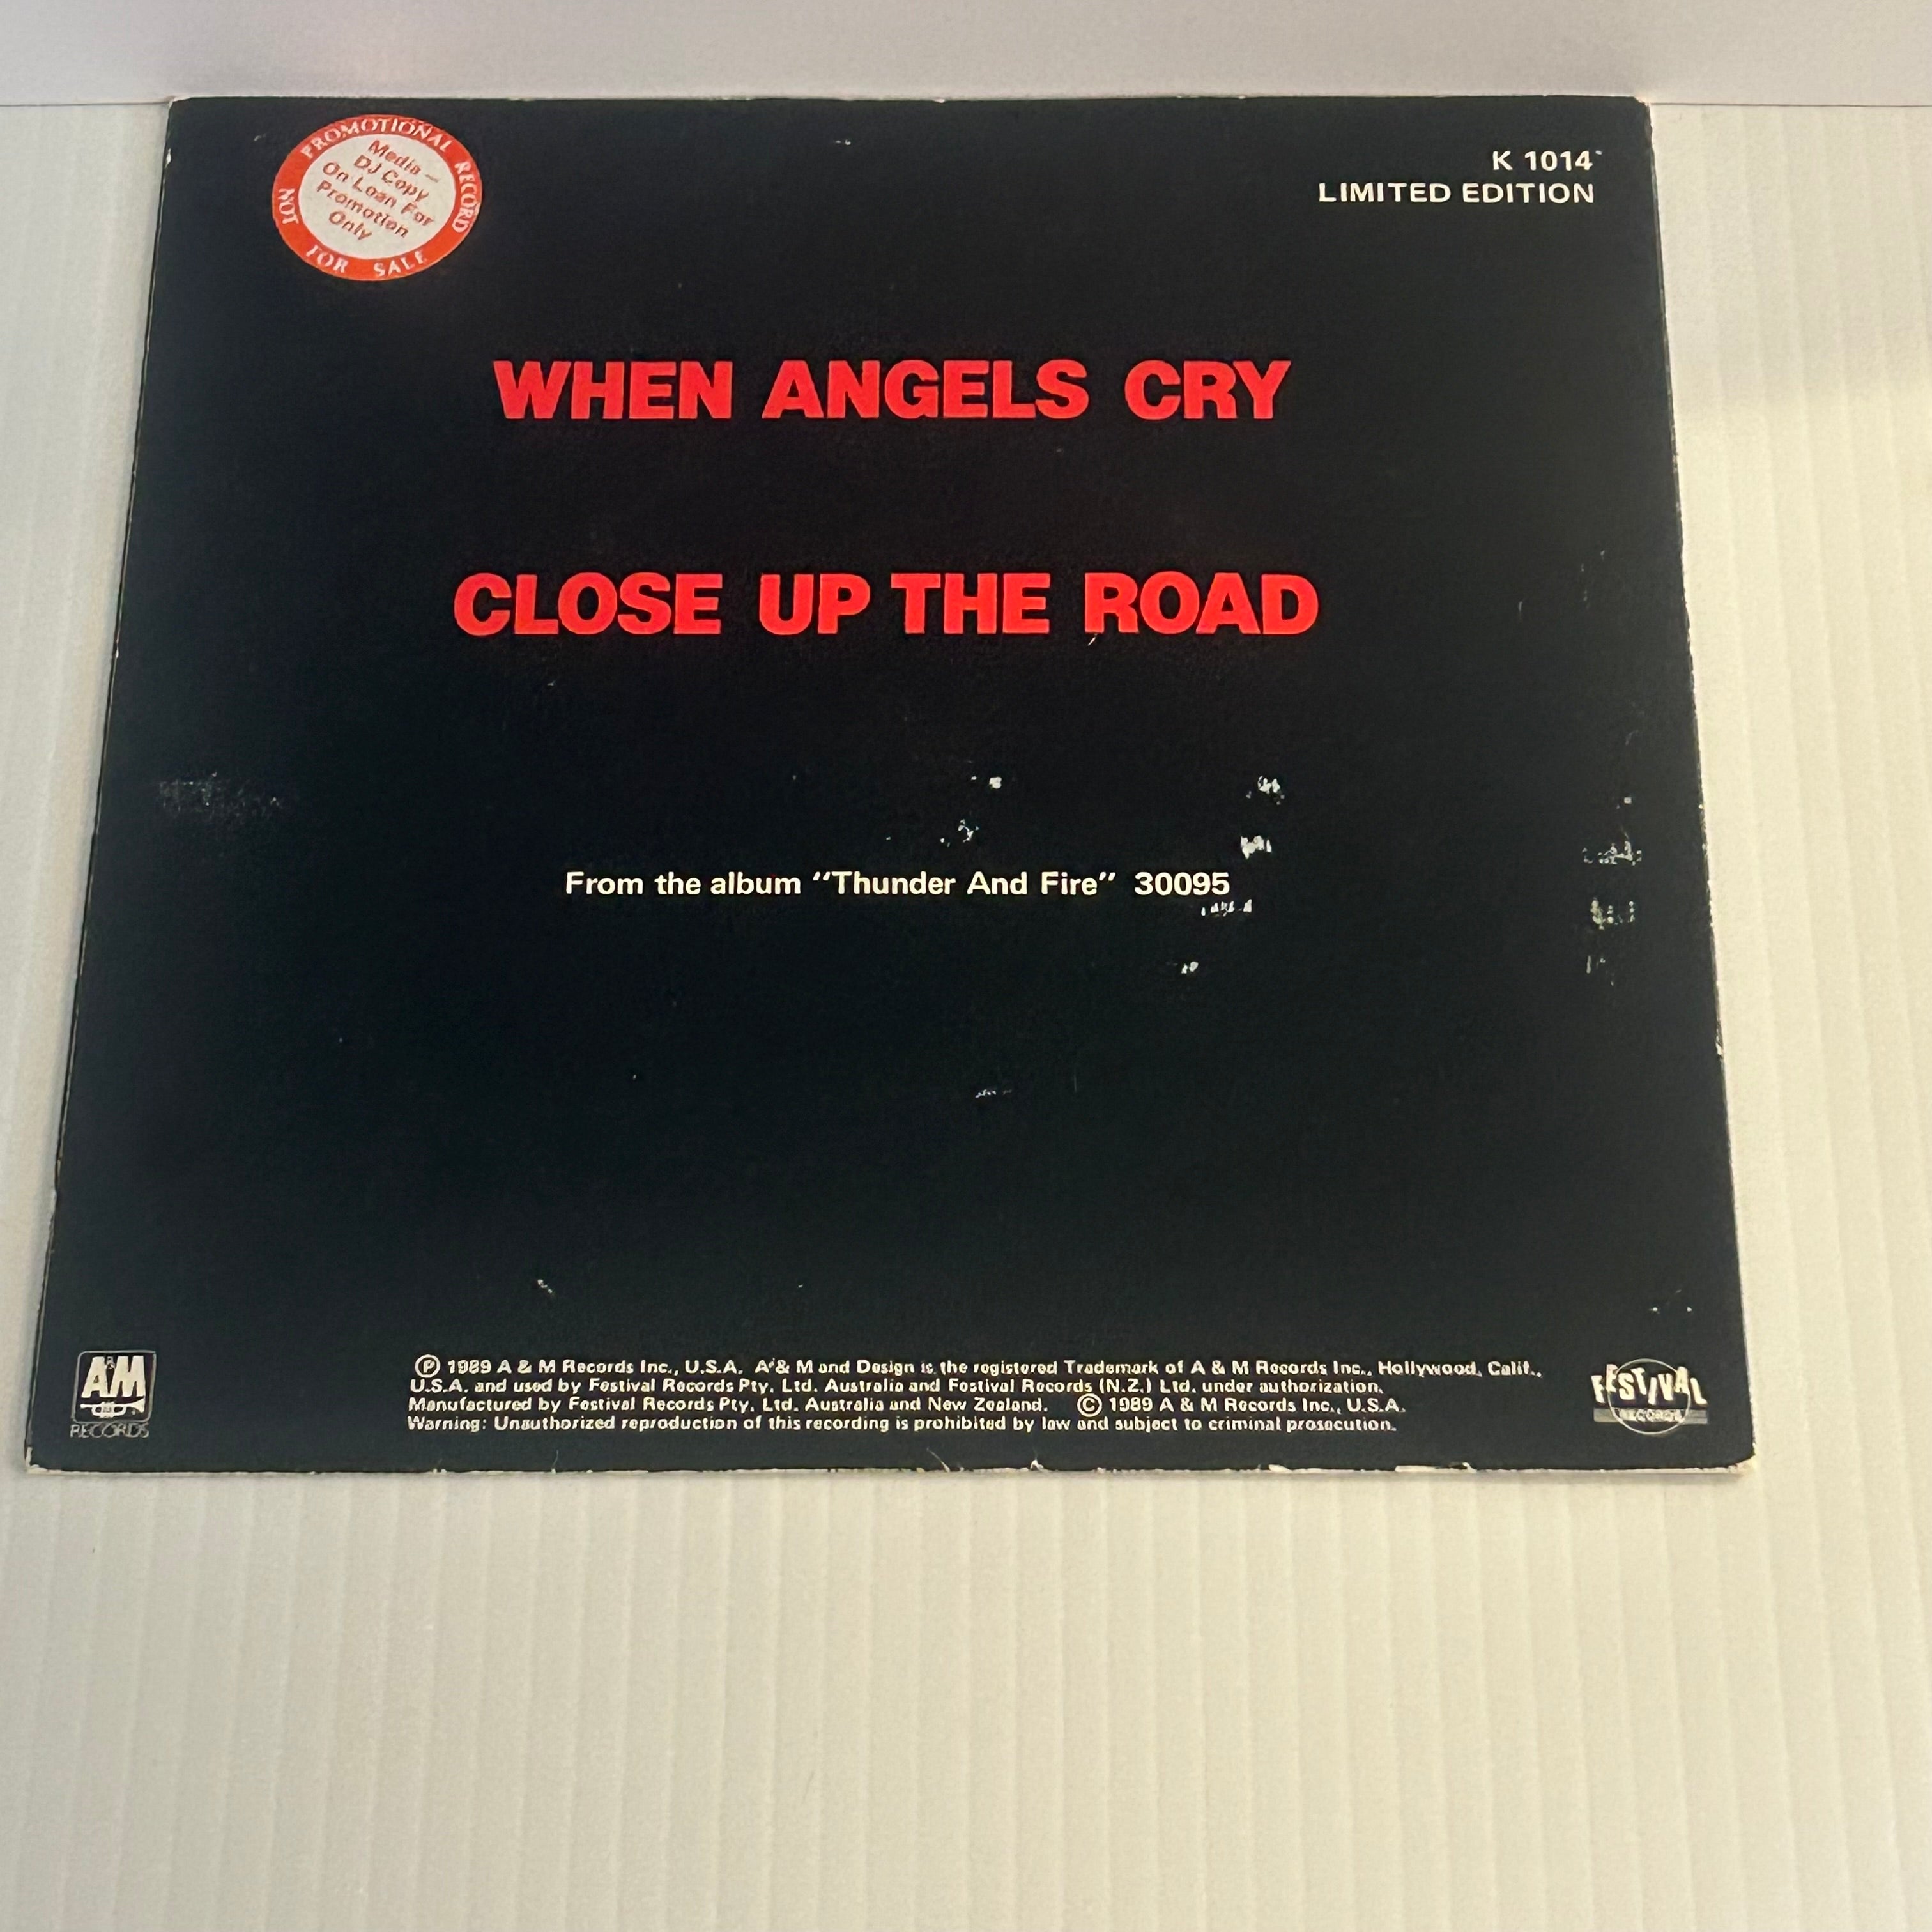 PROMOTIONAL RECORD
NOT FOR SALE
Media –
DJ Copy
On Loan For
Promotion
Only
K 1014
LIMITED EDITION
WHEN ANGELS CRY
CLOSE UP THE ROAD
From the album “Thunder And Fire” 30095
A&M
RECORDS
Ⓟ 1989 A & M Records Inc., U.S.A. A & M and Design is the registered Trademark of A & M Records Inc., Hollywood, Calif.,
U.S.A. and used by Festival Records Pty. Ltd. Australia and Festival Records (N.Z.) Ltd. under authorization.
Manufactured by Festival Records Pty. Ltd. Australia and New Zealand. © 1989 A & M Records Inc., U.S.A.
Warning: Unauthorized reproduction of this recording is prohibited by law and subject to criminal prosecution.
FESTIVAL
RECORDS